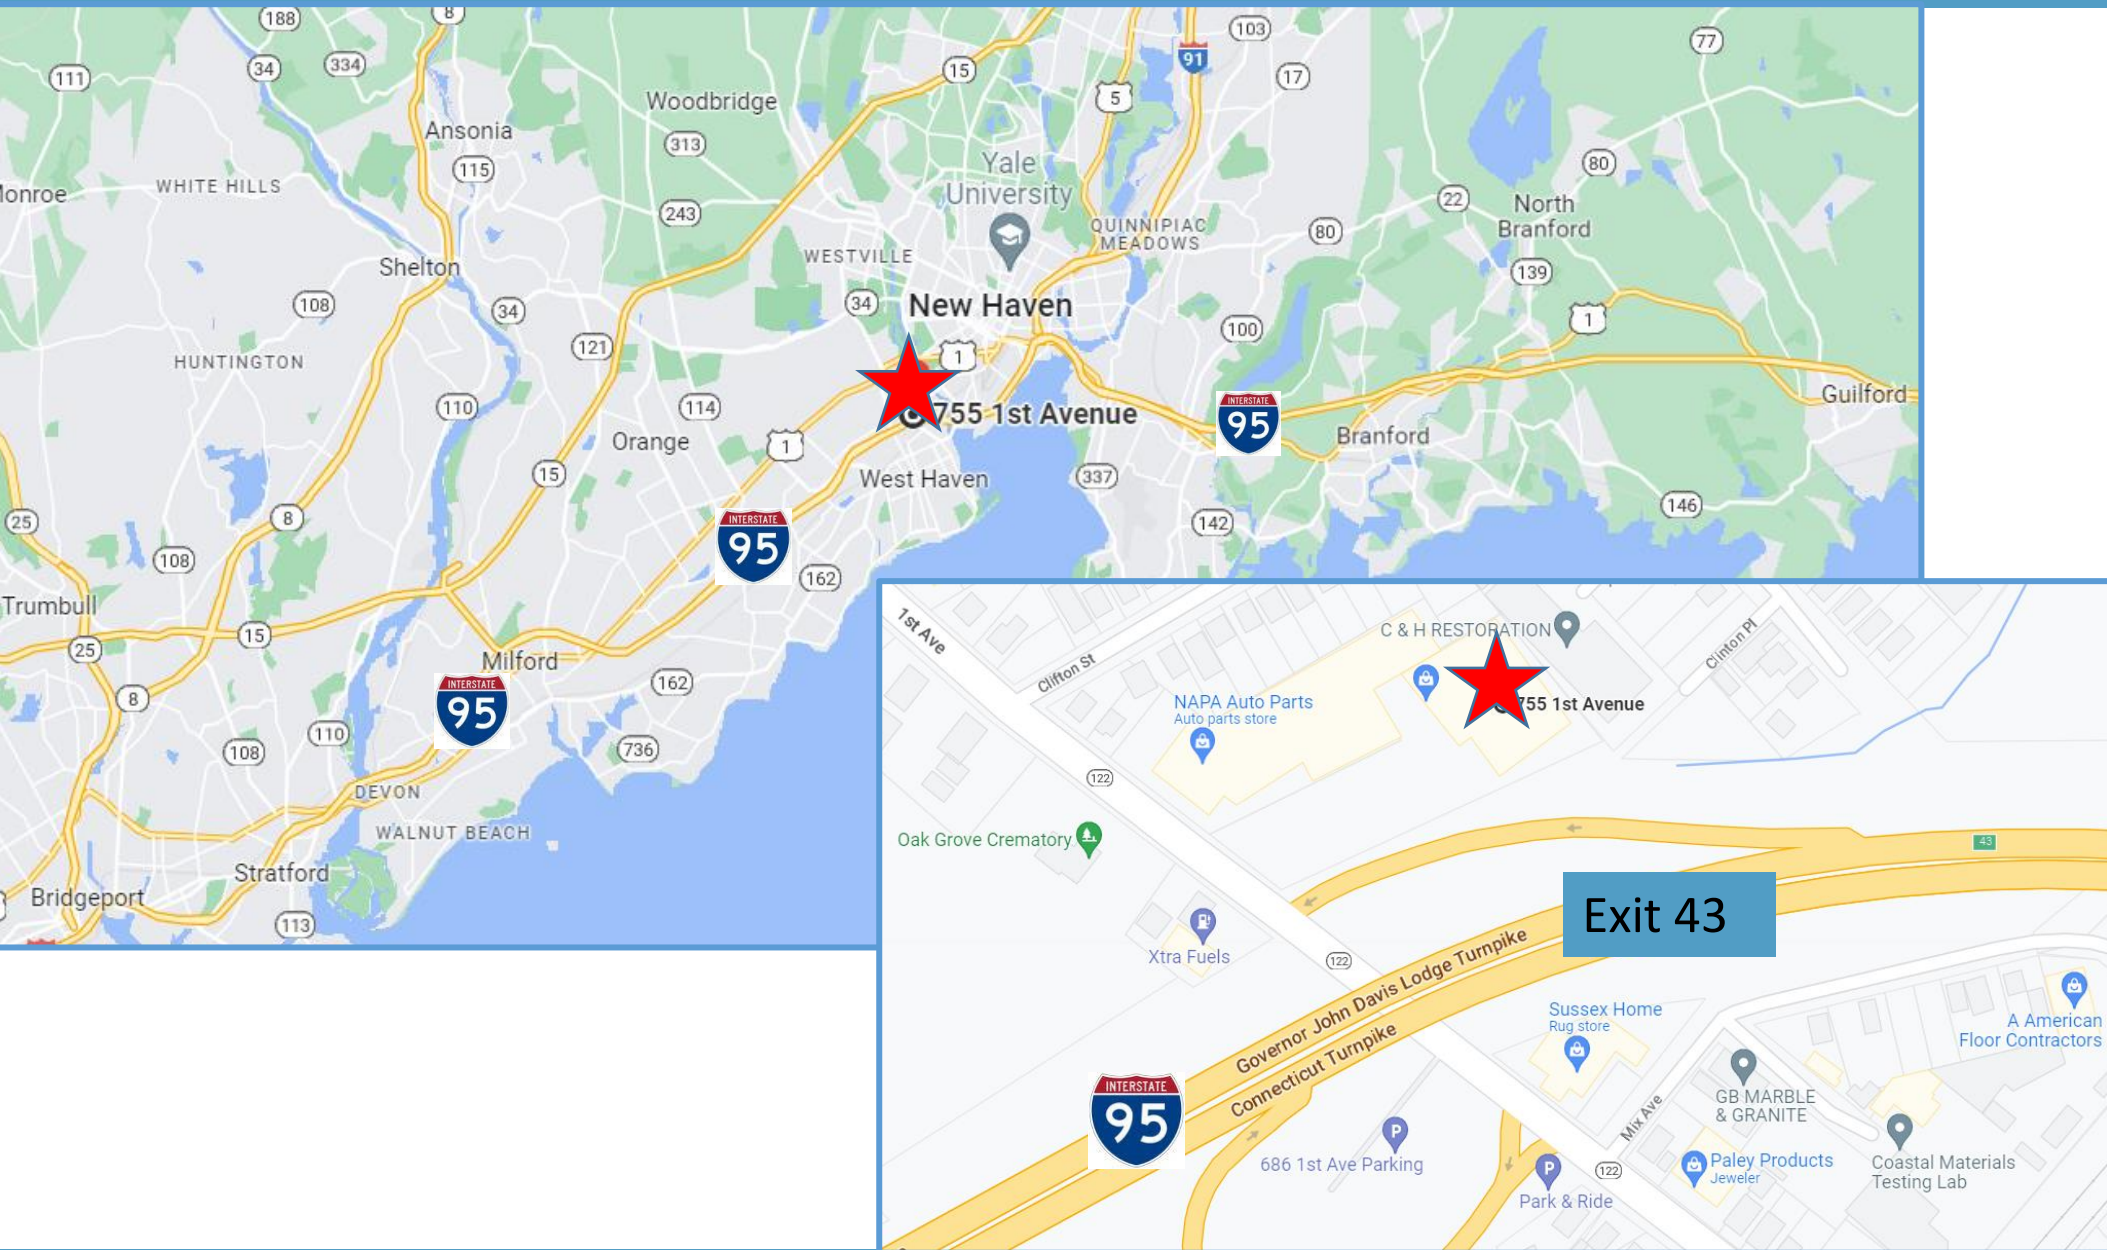 188
8
103
77
34
334
111
15
91
17
Woodbridge
5
Ansonia
313
115
Yale
University
80
WHITE HILLS
onroe
22
North
Branford
243
QUINNIPIAC
MEADOWS
80
WESTVILLE
Shelton
139
108
34
34
New Haven
100
1
121
1
HUNTINGTON
110
114
755 1st Avenue
INTERSTATE
95
Guilford
Orange
1
Branford
15
West Haven
337
146
25
8
INTERSTATE
95
142
108
162
Trumbull
15
25
Milford
162
8
INTERSTATE
95
110
108
736
DEVON
WALNUT BEACH
Stratford
Bridgeport
113
1st Ave
Clifton St
C & H RESTORATION
Clinton Pl
NAPA Auto Parts
Auto parts store
755 1st Avenue
122
Oak Grove Crematory
43
Exit 43
Xtra Fuels
122
Governor John Davis Lodge Turnpike
Connecticut Turnpike
Sussex Home
Rug store
A American
Floor Contractors
INTERSTATE
95
GB MARBLE
& GRANITE
Mix Ave
686 1st Ave Parking
Park & Ride
122
Paley Products
Jeweler
Coastal Materials
Testing Lab